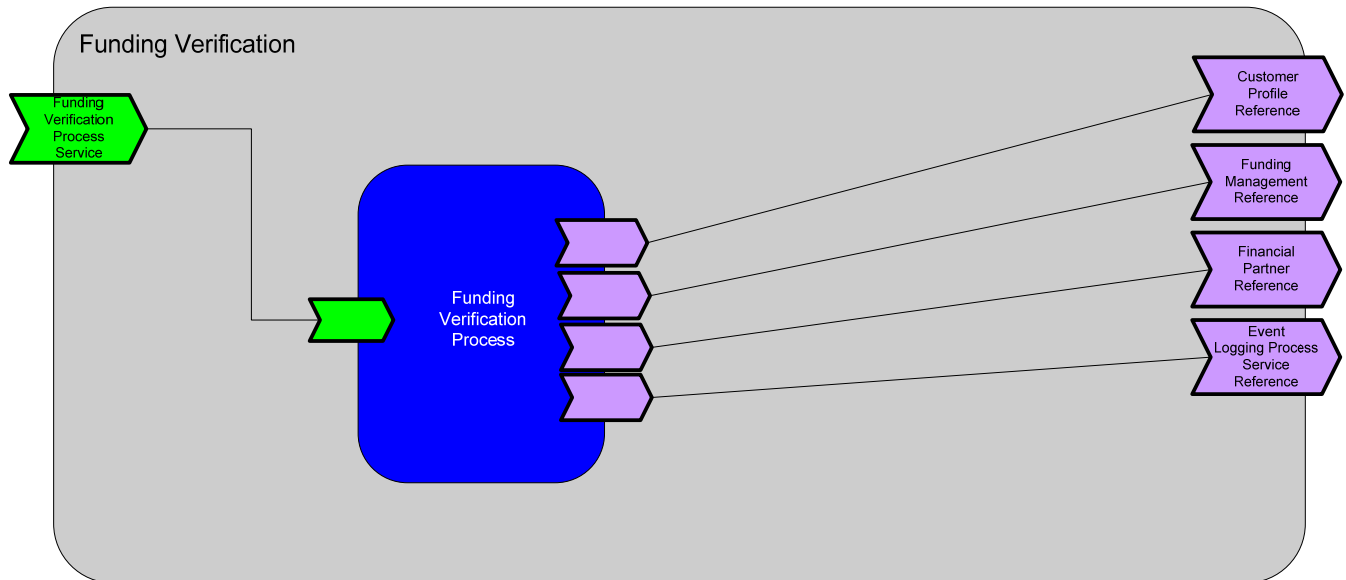 Funding Verification
Funding
Verification
Process
Service
Funding
Verification
Process
Customer
Profile
Reference
Funding
Management
Reference
Financial
Partner
Reference
Event
Logging Process
Service
Reference